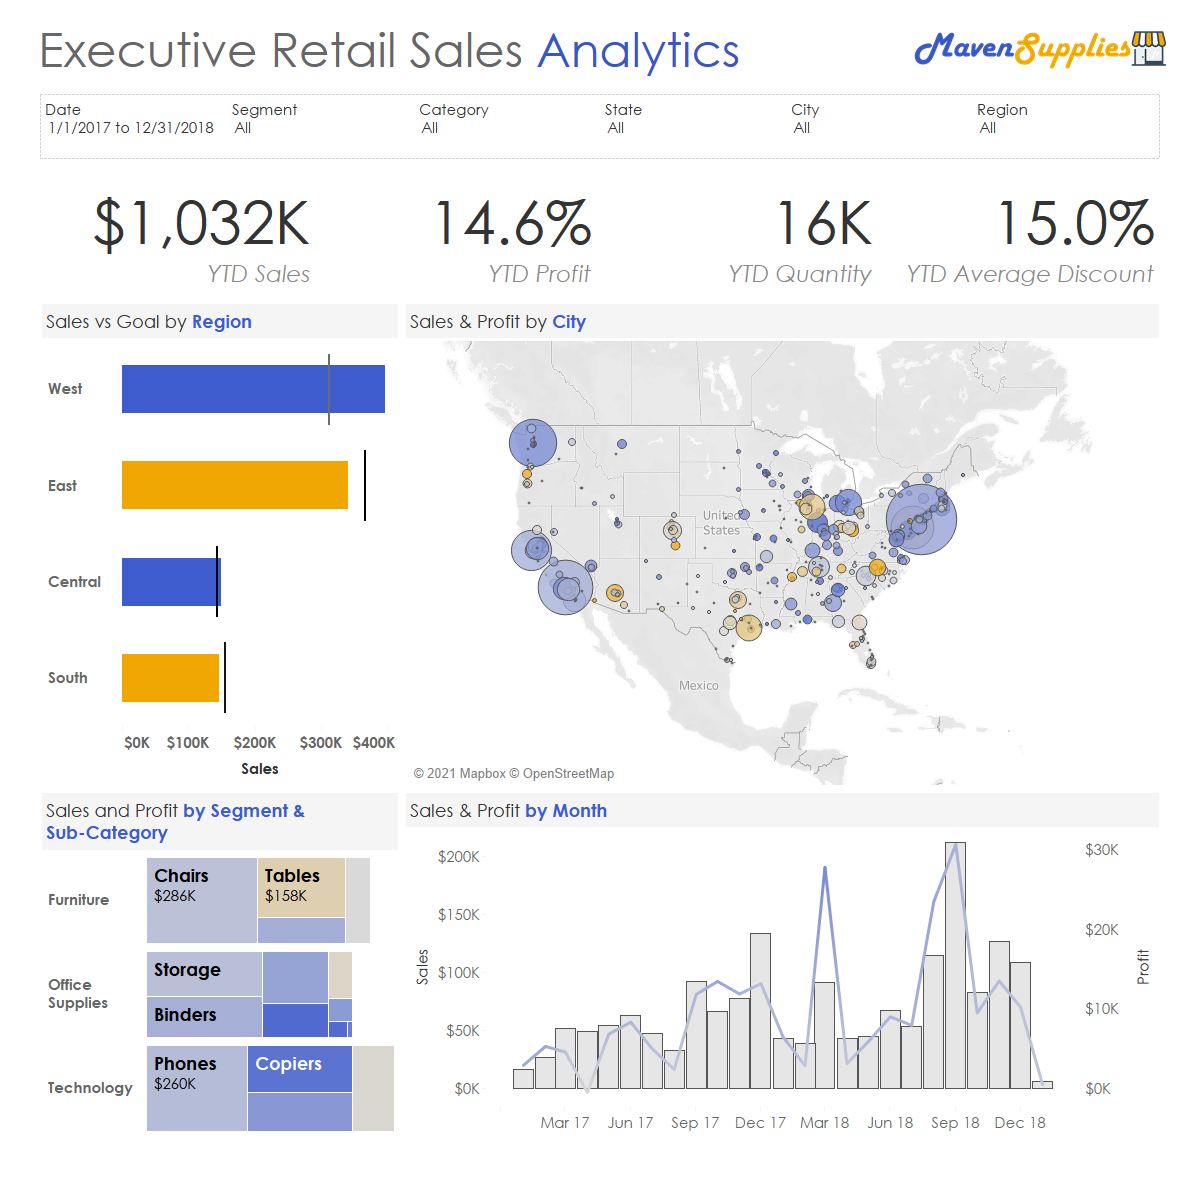 Executive Retail Sales Analytics
MavenSupplies
Date Segment Category State City Region
1/1/2017 to 12/31/2018 All All All All All
$1,032K 14.6% 16K 15.0%
YTD Sales YTD Profit YTD Quantity YTD Average Discount
Sales vs Goal by Region
West
East
Central
South
$0K $100K $200K $300K $400K
Sales
Sales & Profit by City
United
States
Mexico
© 2021 Mapbox © OpenStreetMap
Sales and Profit by Segment &
Sub-Category
Furniture
Chairs
$286K
Tables
$158K
Office
Supplies
Storage
Binders
Technology
Phones
$260K
Copiers
Sales & Profit by Month
$200K
$150K
$100K
$50K
$0K
Sales
$30K
$20K
$10K
$0K
Profit
Mar 17 Jun 17 Sep 17 Dec 17 Mar 18 Jun 18 Sep 18 Dec 18